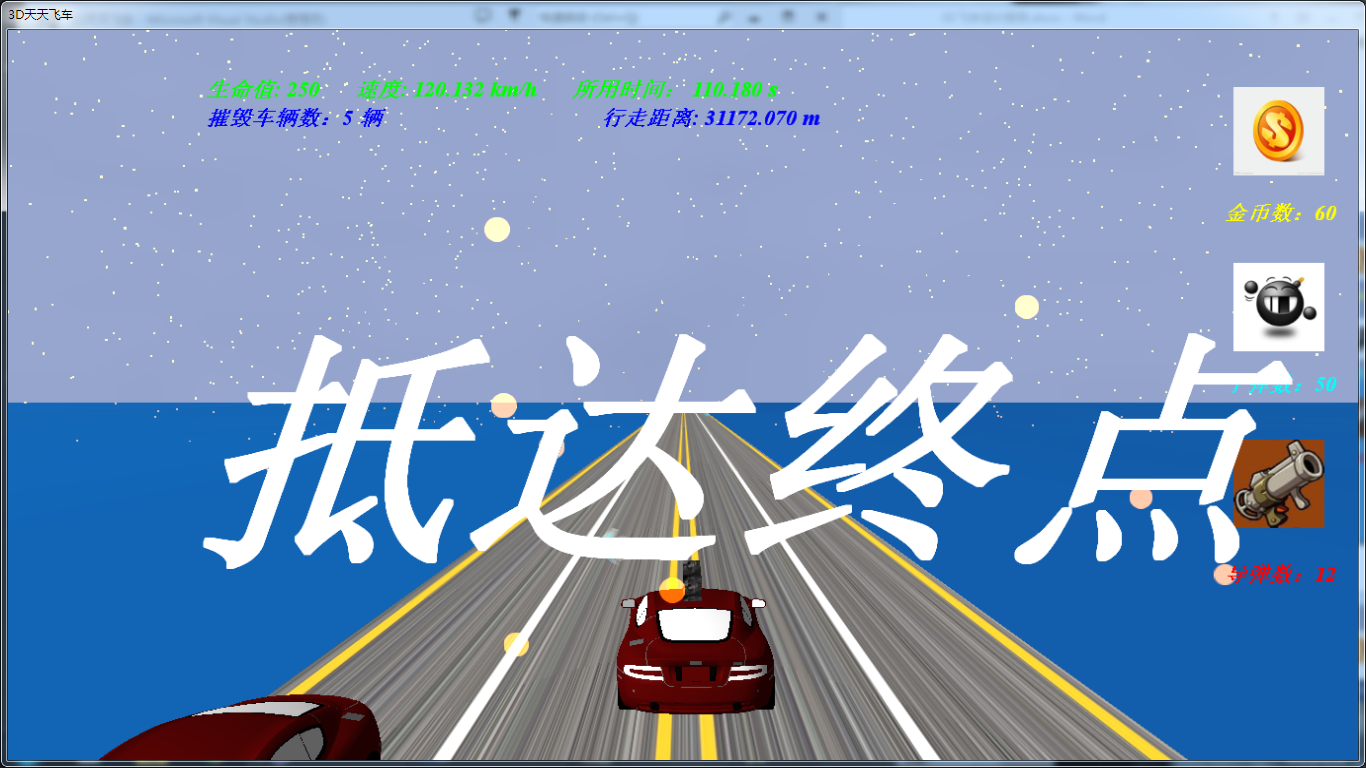 3D天天飞车
生命值: 250 速度: 120.132 km/h 所用时间： 110.180 s
摧毁车辆数：5 辆 行走距离: 31172.070 m
金币数：60
抵达终点
弹数：50
导弹数：12